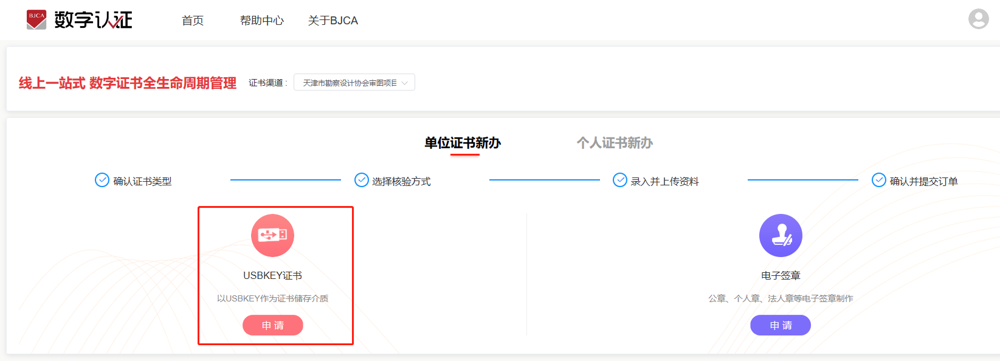 BJCA 数字认证 首页 帮助中心 关于BJCA
线上一站式 数字证书全生命周期管理 证书渠道： 天津市勘察设计协会审图项目
单位证书新办 个人证书新办
确认证书类型 选择核验方式 录入并上传资料 确认并提交订单
USBKEY证书 电子签章
以USBKEY作为证书储存介质 公章、个人章、法人章等电子签章制作
申请 申请